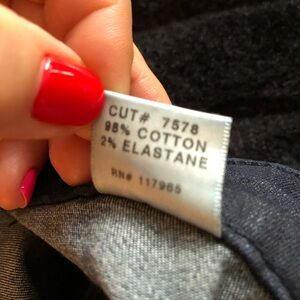 CUT# 7578
98% COTTON
2% ELASTANE
RN# 117965